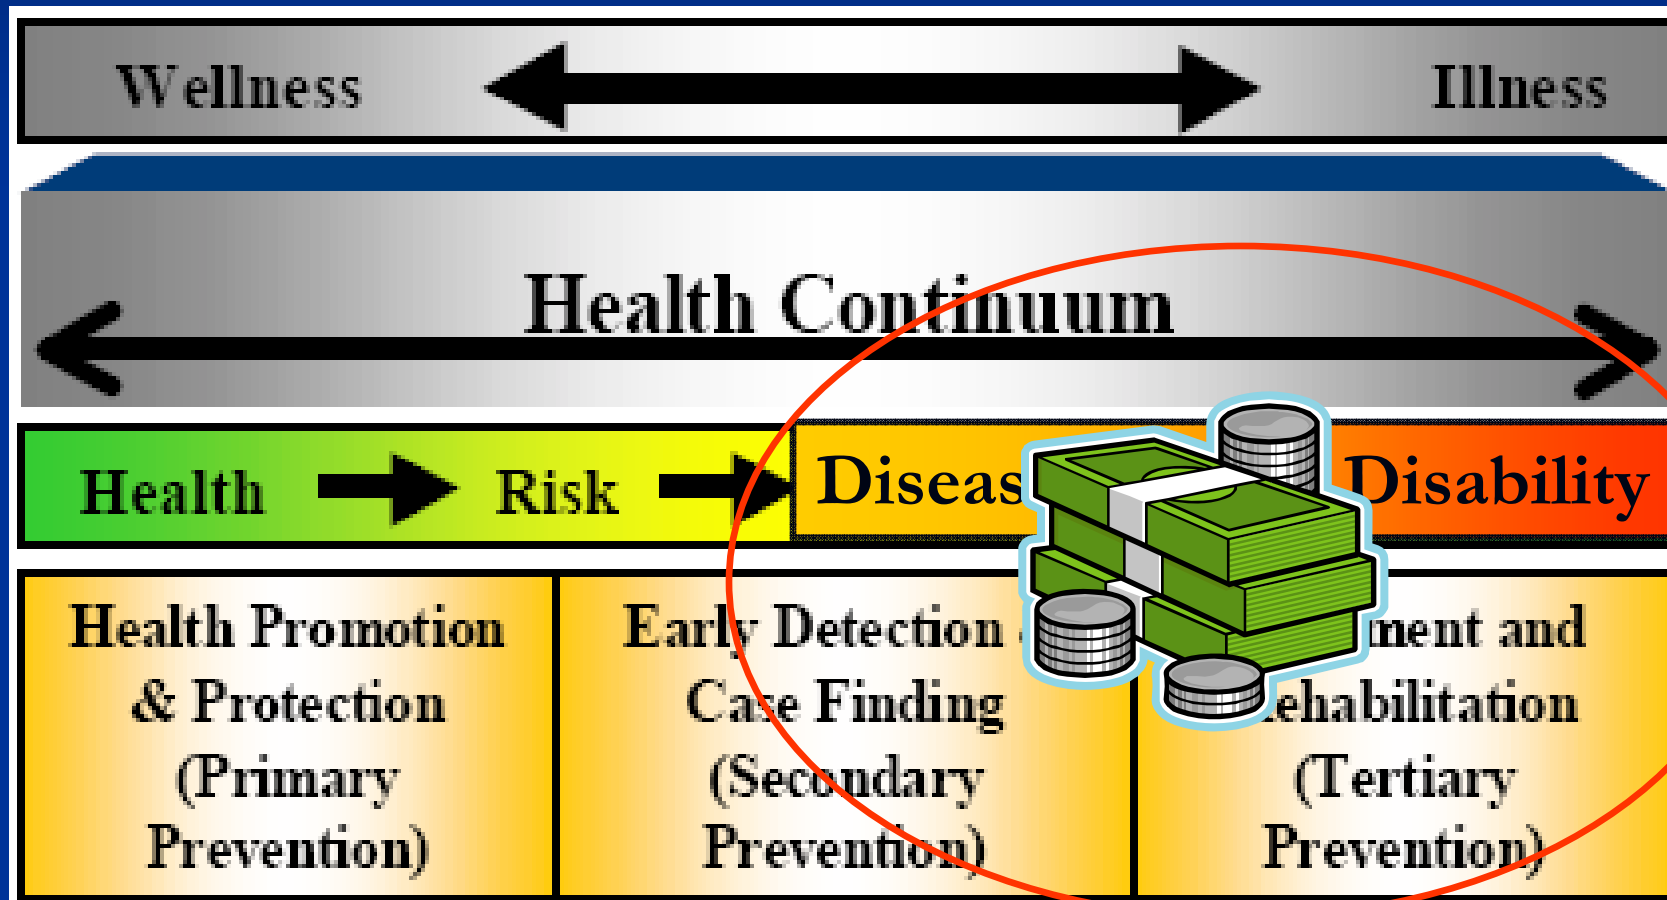 Wellness Illness
Health Continuum
Health Risk Diseas Disability
Health Promotion
& Protection
(Primary
Prevention)
Early Detection
Case Finding
(Secondary
Prevention)
ment and
ehabilitation
(Tertiary
Prevention)